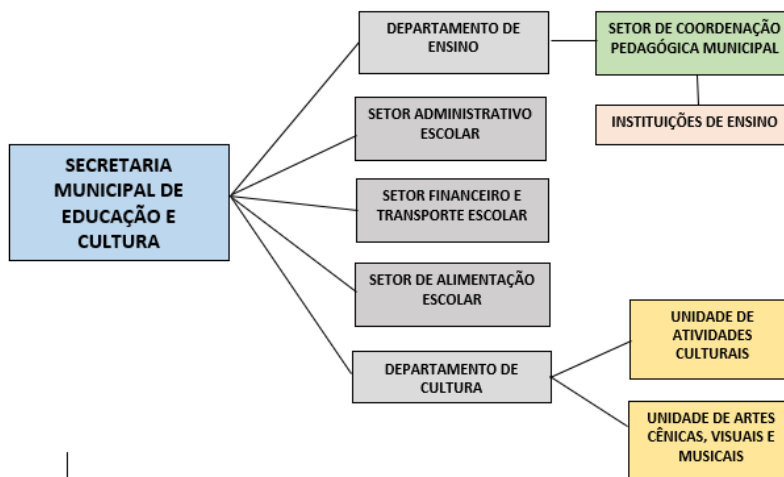 SECRETARIA
MUNICIPAL DE
EDUCAÇÃO E
CULTURA
DEPARTAMENTO DE
ENSINO
SETOR DE COORDENAÇÃO
PEDAGÓGICA MUNICIPAL
INSTITUIÇÕES DE ENSINO
SETOR ADMINISTRATIVO
ESCOLAR
SETOR FINANCEIRO E
TRANSPORTE ESCOLAR
SETOR DE ALIMENTAÇÃO
ESCOLAR
DEPARTAMENTO DE
CULTURA
UNIDADE DE
ATIVIDADES
CULTURAIS
UNIDADE DE ARTES
CÊNICAS, VISUAIS E
MUSICAIS